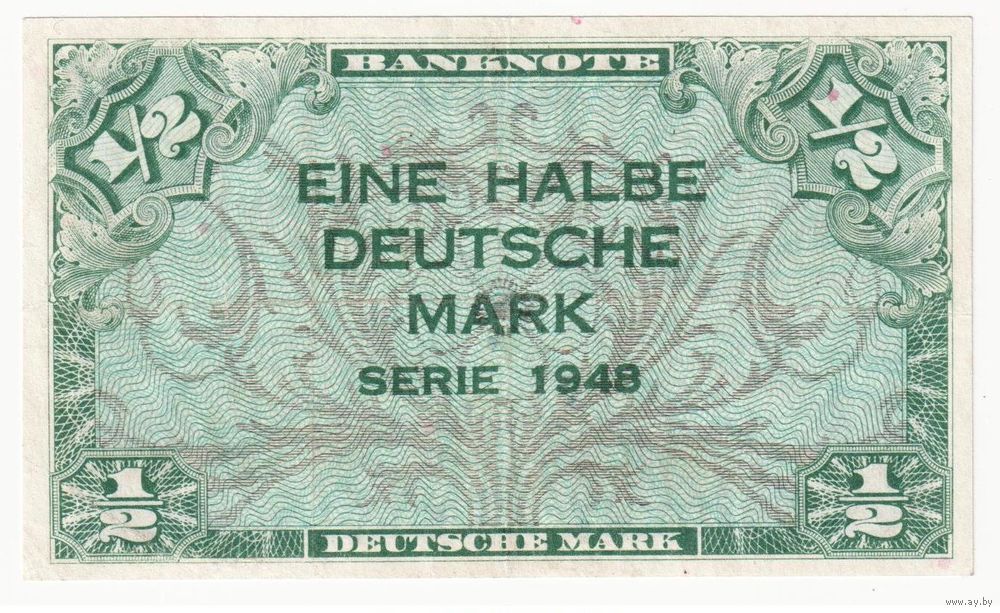 BANKNOTE
1/2
1/2
EINE HALBE
DEUTSCHE
MARK
SERIE 1948
1/2
1/2
DEUTSCHE MARK
www.ay.by